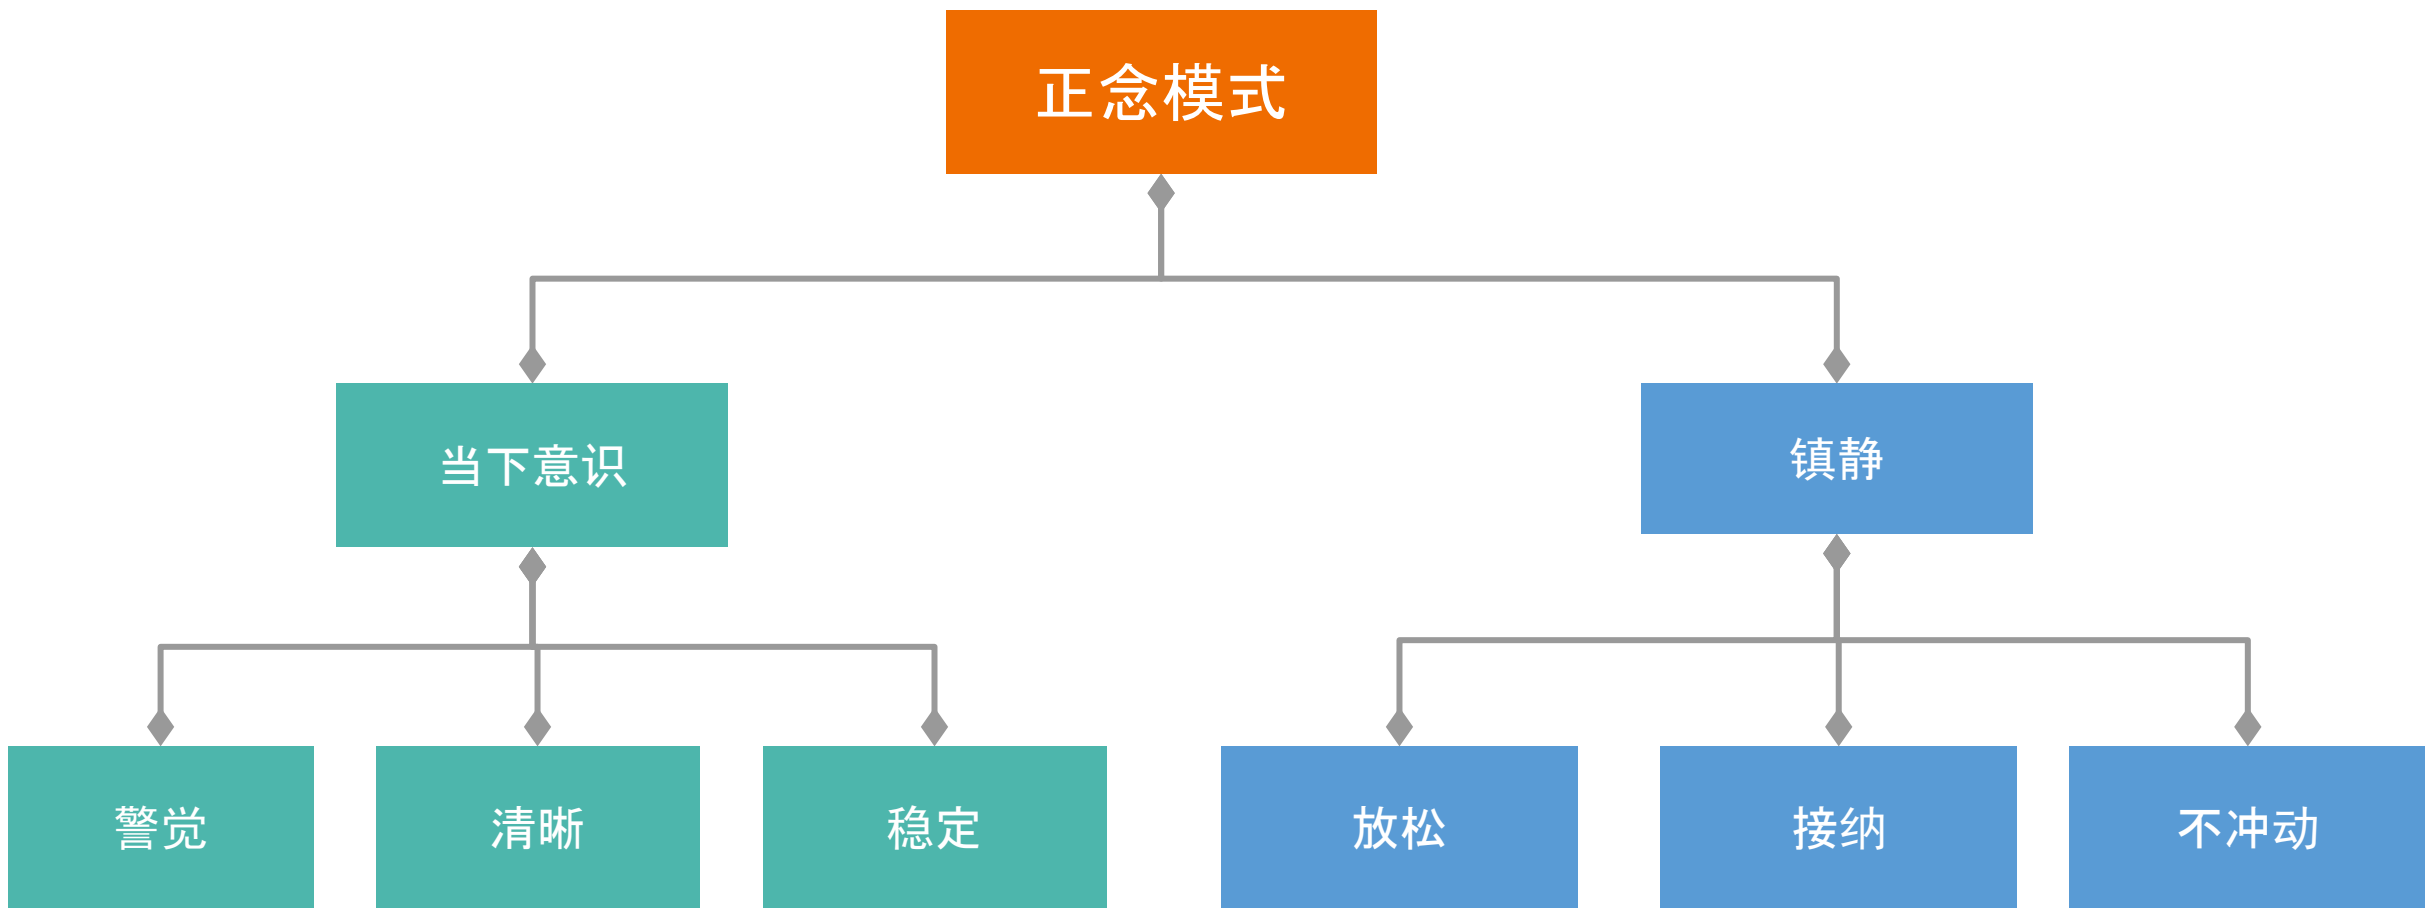 正念模式
当下意识
镇静
警觉
清晰
稳定
放松
接纳
不冲动